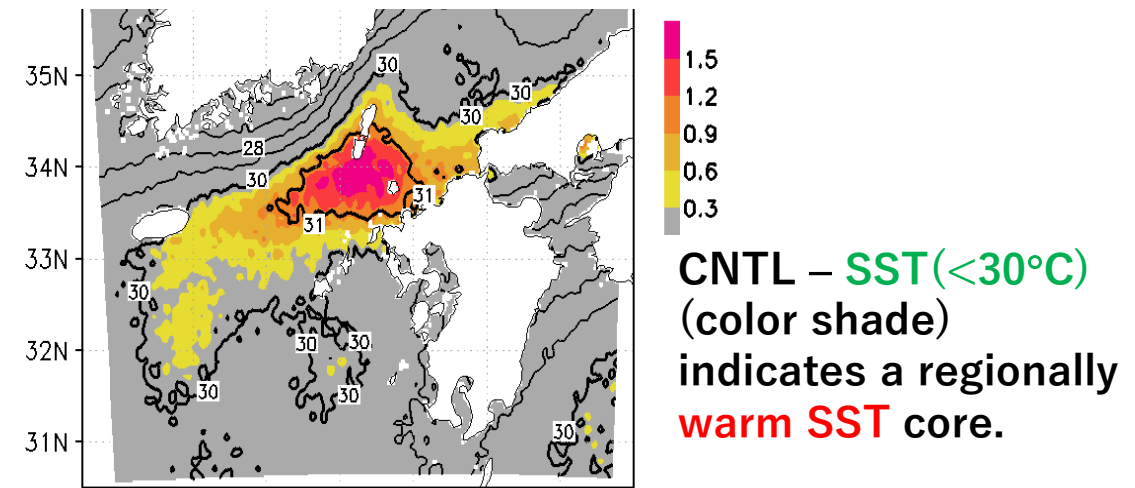 35N
34N
33N
32N
31N
30
30
30
28
30
31
31
30
30
30
30
30
30
1.5
1.2
0.9
0.6
0.3
CNTL – SST(<30°C)
(color shade)
indicates a regionally
warm SST core.